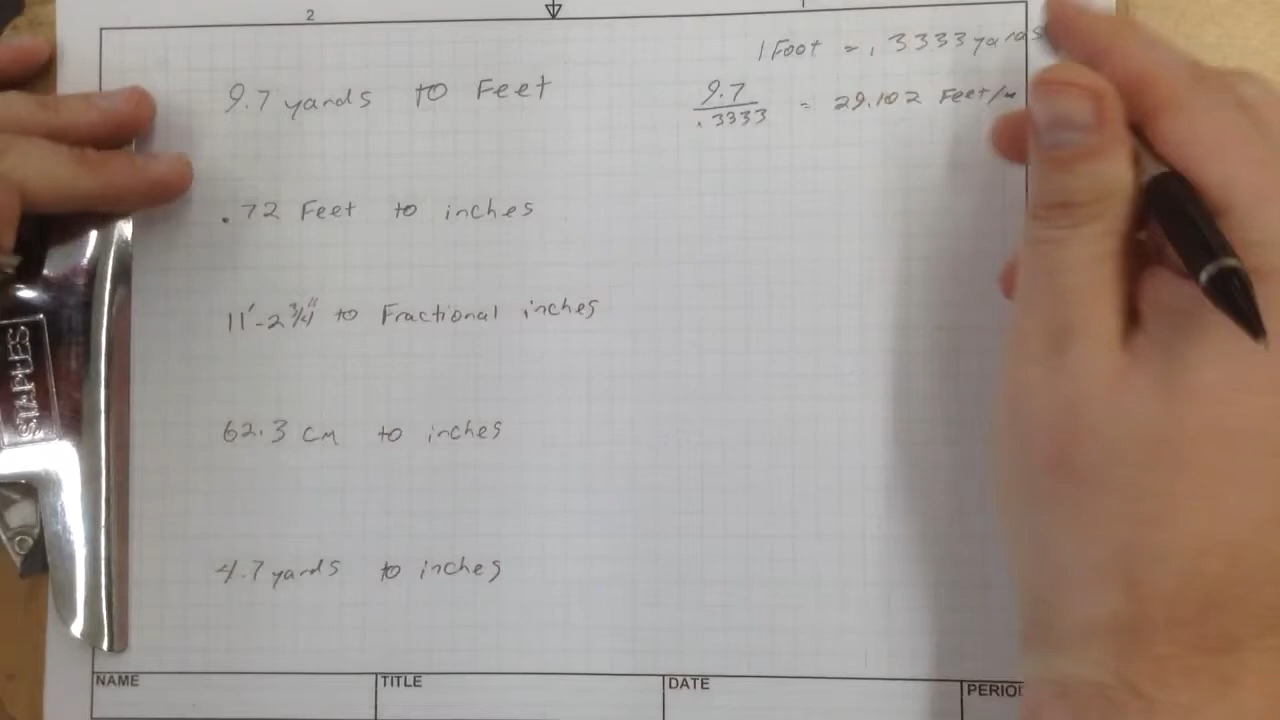 2
1 Foot = .3333 yards
9.7 yards to Feet
9.7
.3333
= 29.102 Feet/
.72 Feet to inches
11'-2 3/4" to Fractional inches
STAPLES
62.3 cm to inches
4.7 yards to inches
NAME
TITLE
DATE
PERIO